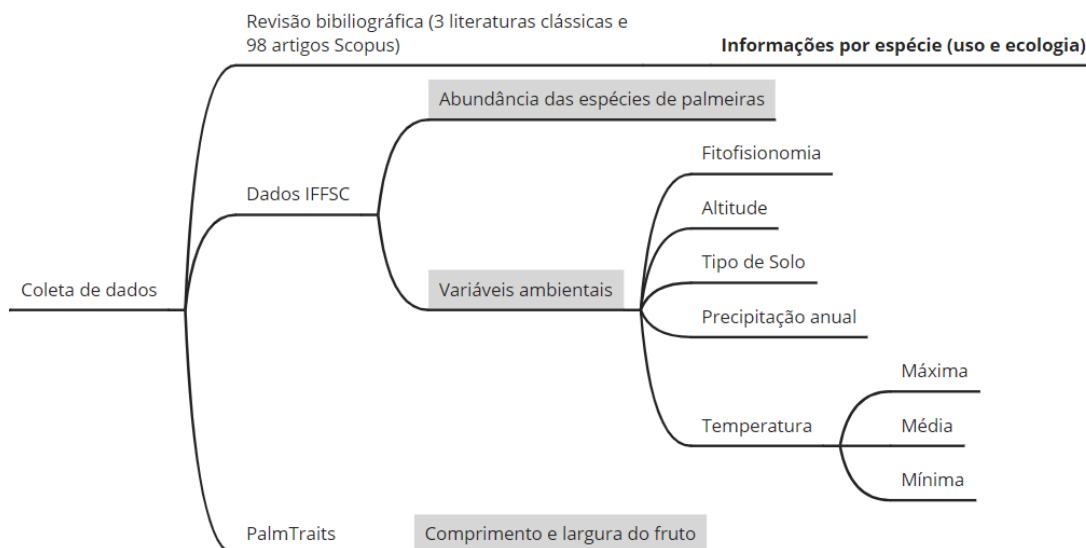 Revisão bibiliográfica (3 literaturas clássicas e
98 artigos Scopus)
Informações por espécie (uso e ecologia)
Abundância das espécies de palmeiras
Fitofisionomia
Dados IFFSC
Altitude
Tipo de Solo
Coleta de dados
Variáveis ambientais
Precipitação anual
Máxima
Temperatura
Média
Mínima
PalmTraits
Comprimento e largura do fruto